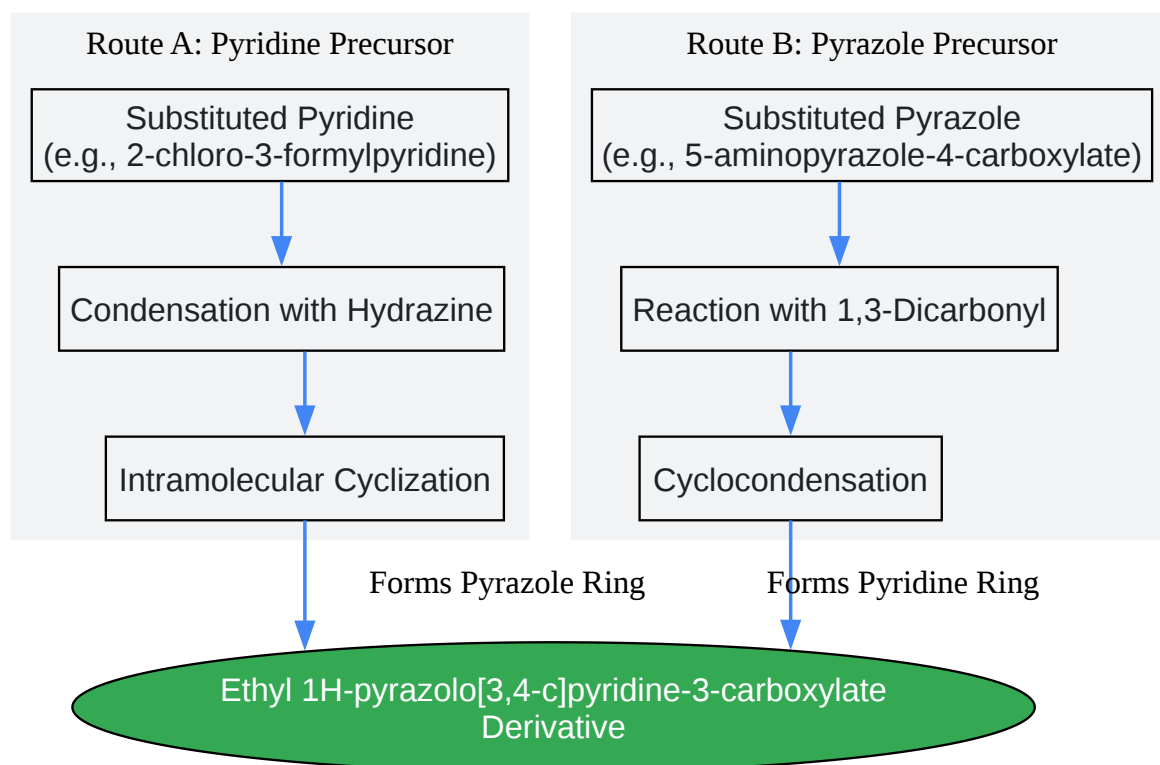 Route A: Pyridine Precursor
Substituted Pyridine
(e.g., 2-chloro-3-formylpyridine)
Condensation with Hydrazine
Intramolecular Cyclization
Forms Pyrazole Ring
Route B: Pyrazole Precursor
Substituted Pyrazole
(e.g., 5-aminopyrazole-4-carboxylate)
Reaction with 1,3-Dicarbonyl
Cyclocondensation
Forms Pyridine Ring
Ethyl 1H-pyrazolo[3,4-c]pyridine-3-carboxylate
Derivative